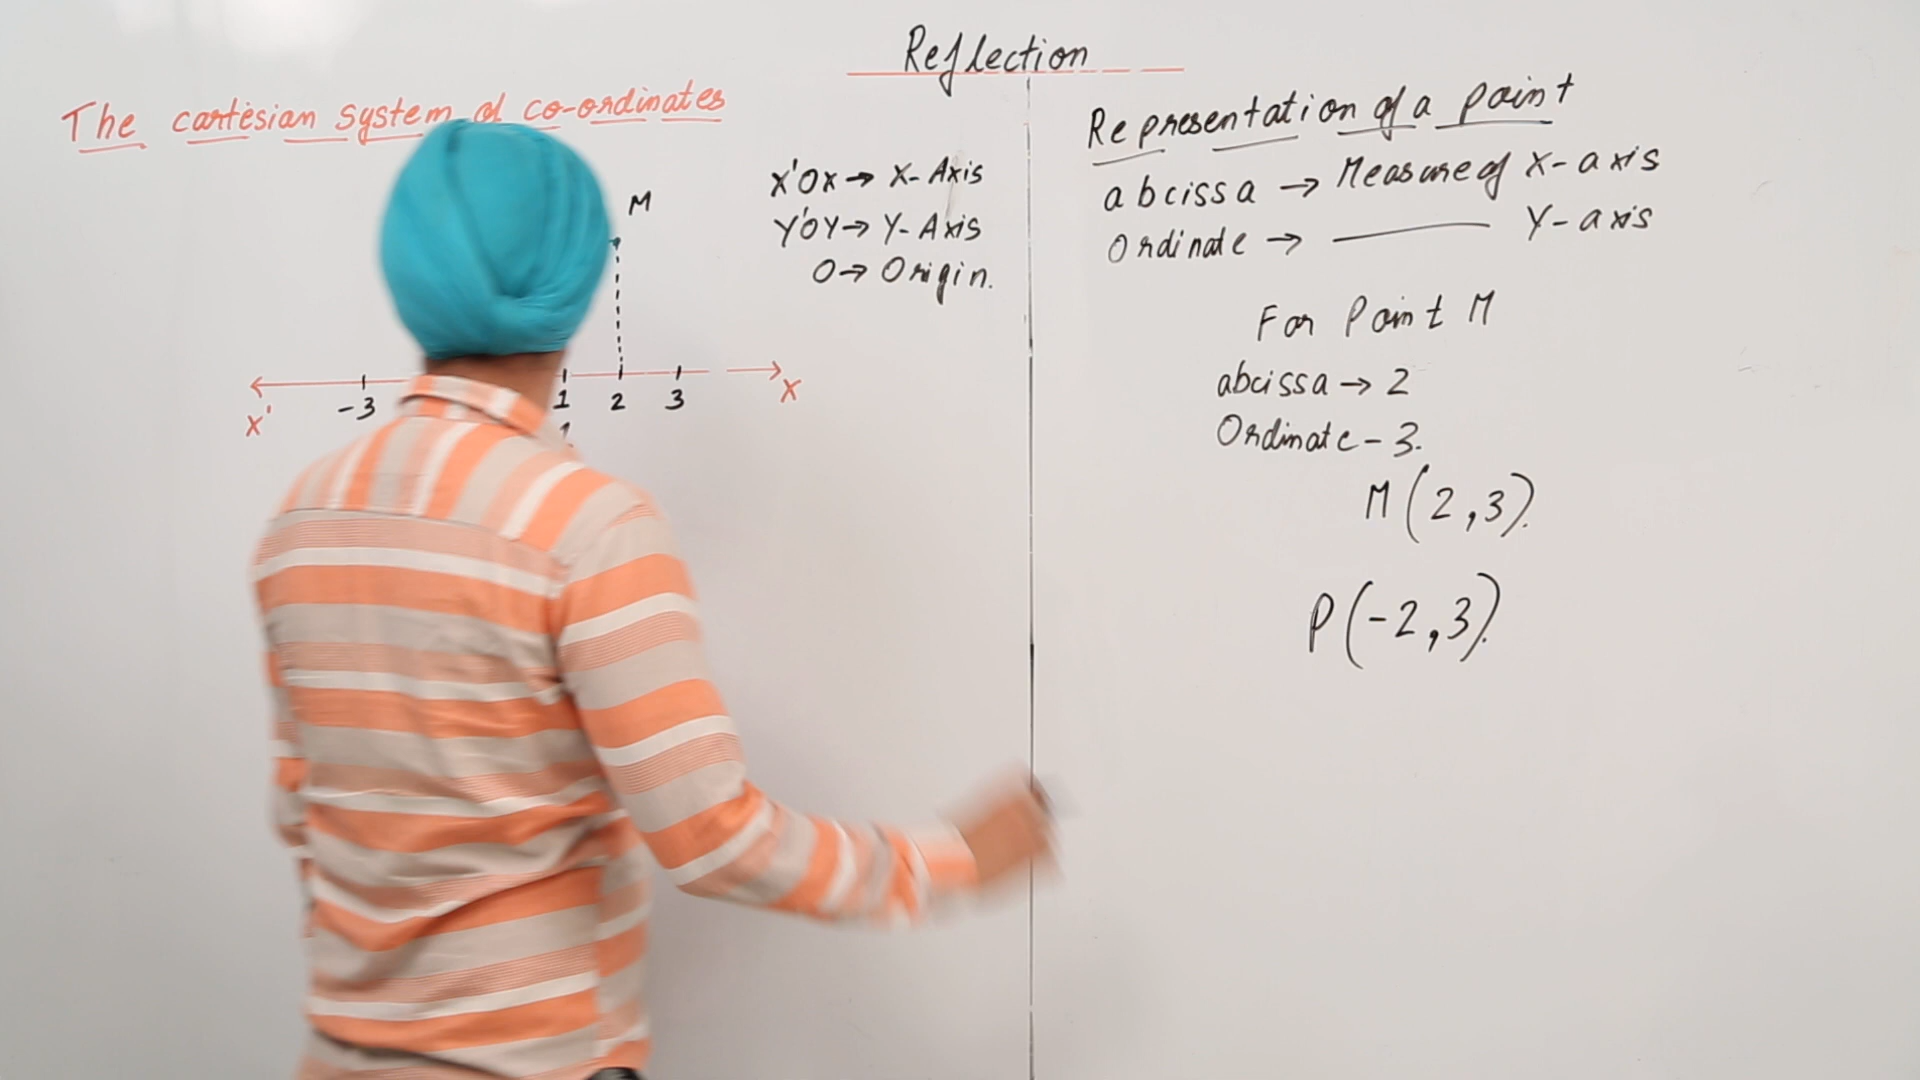 Reflection
The cartesian system of co-ordinates
M
X'OX → X-Axis
Y'OY → Y-Axis
O → Origin.
-3 1 2 3
X' X
Representation of a point
abcissa → Measure of X-axis
Ordinate → —— Y-axis
For Point M
abcissa → 2
Ordinate - 3.
M(2,3).
P(-2,3).